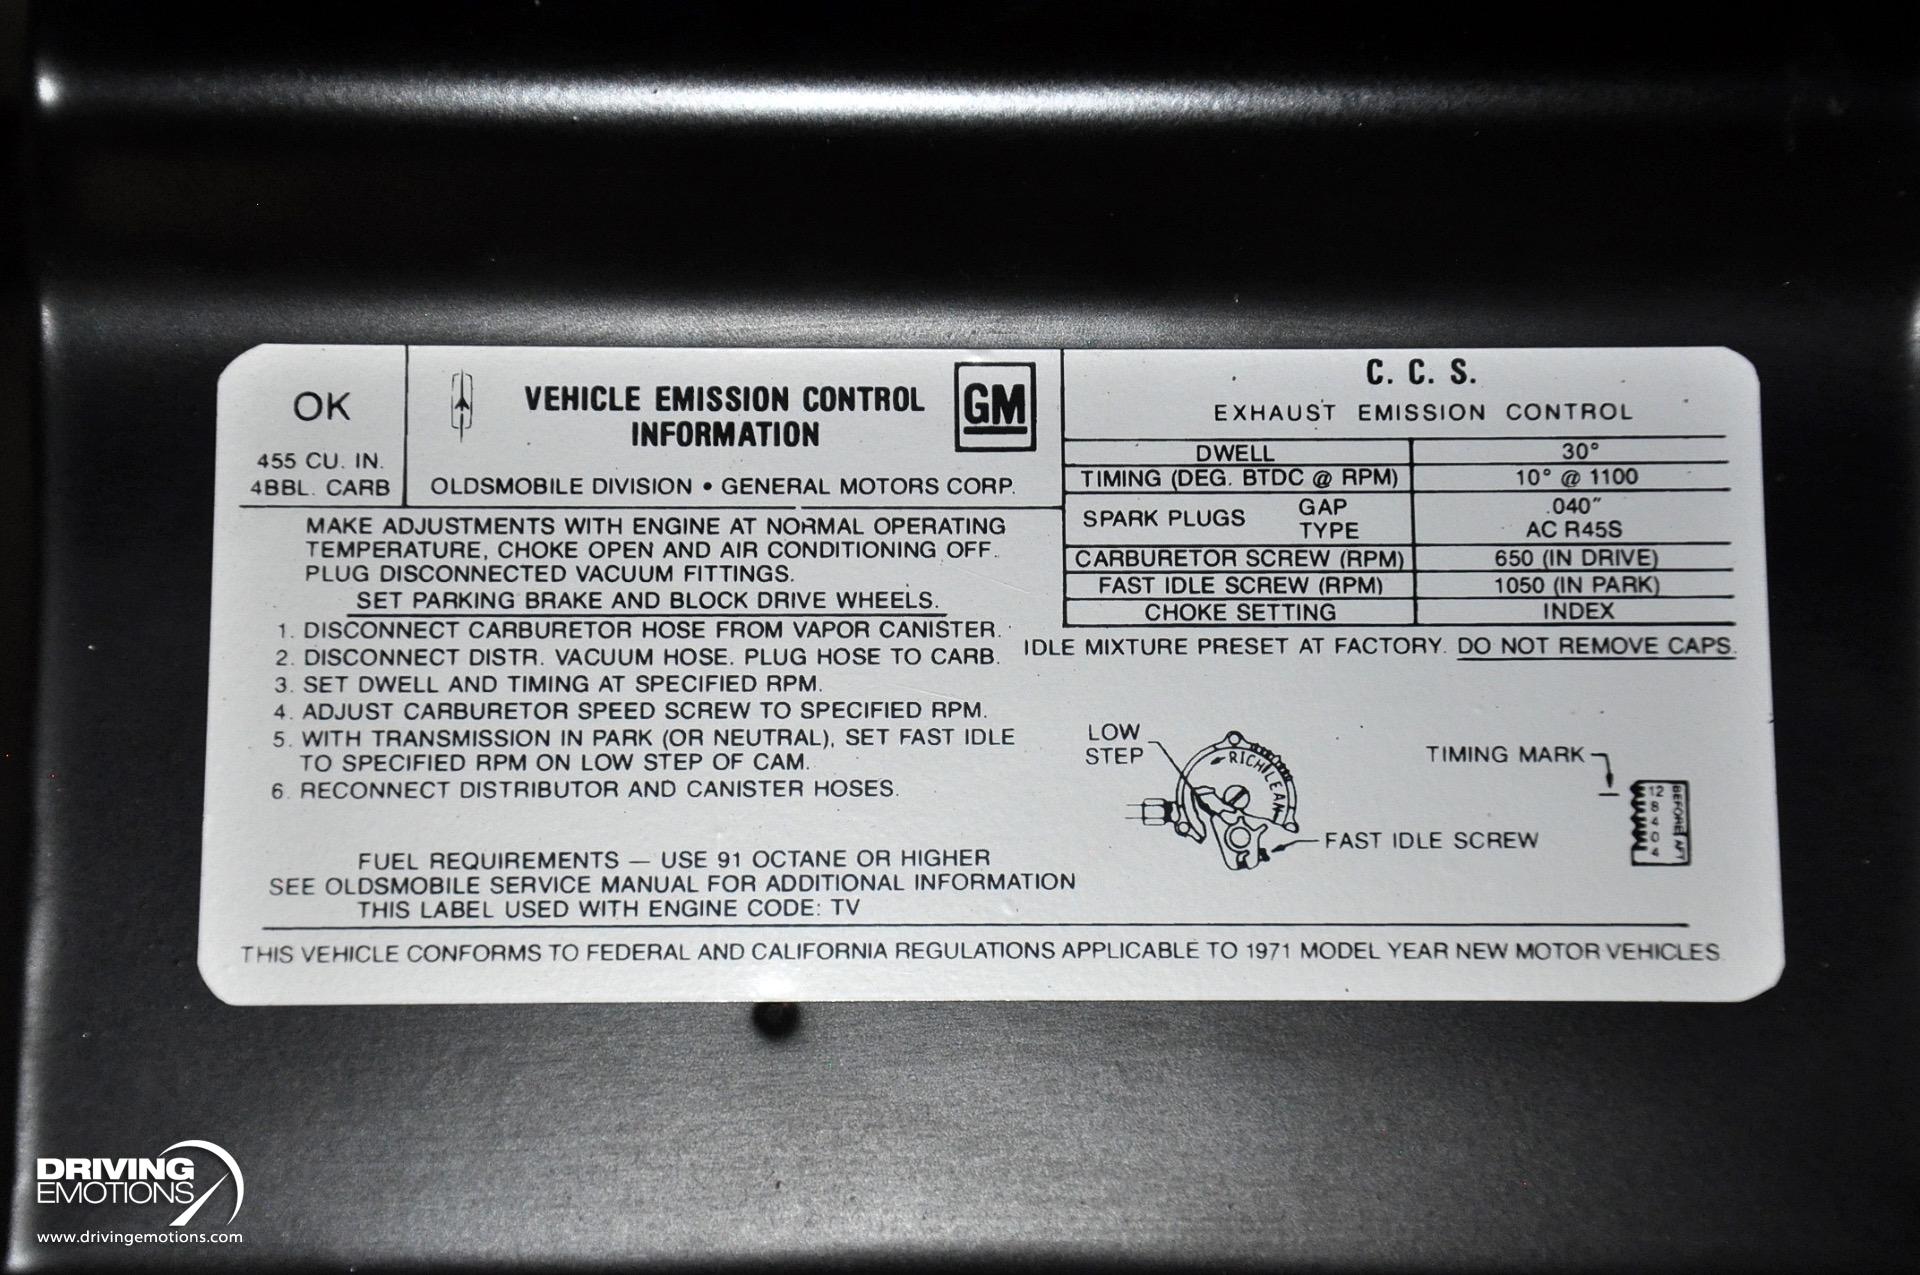 OK
455 CU. IN.
4BBL. CARB
VEHICLE EMISSION CONTROL
INFORMATION
GM
OLDSMOBILE DIVISION • GENERAL MOTORS CORP.
MAKE ADJUSTMENTS WITH ENGINE AT NORMAL OPERATING
TEMPERATURE, CHOKE OPEN AND AIR CONDITIONING OFF.
PLUG DISCONNECTED VACUUM FITTINGS.
SET PARKING BRAKE AND BLOCK DRIVE WHEELS.
1. DISCONNECT CARBURETOR HOSE FROM VAPOR CANISTER.
2. DISCONNECT DISTR. VACUUM HOSE. PLUG HOSE TO CARB.
3. SET DWELL AND TIMING AT SPECIFIED RPM.
4. ADJUST CARBURETOR SPEED SCREW TO SPECIFIED RPM.
5. WITH TRANSMISSION IN PARK (OR NEUTRAL), SET FAST IDLE
TO SPECIFIED RPM ON LOW STEP OF CAM.
6. RECONNECT DISTRIBUTOR AND CANISTER HOSES.
FUEL REQUIREMENTS — USE 91 OCTANE OR HIGHER
SEE OLDSMOBILE SERVICE MANUAL FOR ADDITIONAL INFORMATION
THIS LABEL USED WITH ENGINE CODE: TV
C. C. S.
EXHAUST EMISSION CONTROL
DWELL 30°
TIMING (DEG. BTDC @ RPM) 10° @ 1100
SPARK PLUGS GAP .040"
TYPE AC R45S
CARBURETOR SCREW (RPM) 650 (IN DRIVE)
FAST IDLE SCREW (RPM) 1050 (IN PARK)
CHOKE SETTING INDEX
IDLE MIXTURE PRESET AT FACTORY. DO NOT REMOVE CAPS.
LOW
STEP
RICH LEAN
FAST IDLE SCREW
TIMING MARK
12
8
4
0
4
BEFORE AFT
THIS VEHICLE CONFORMS TO FEDERAL AND CALIFORNIA REGULATIONS APPLICABLE TO 1971 MODEL YEAR NEW MOTOR VEHICLES
DRIVING
EMOTIONS
www.drivingemotions.com